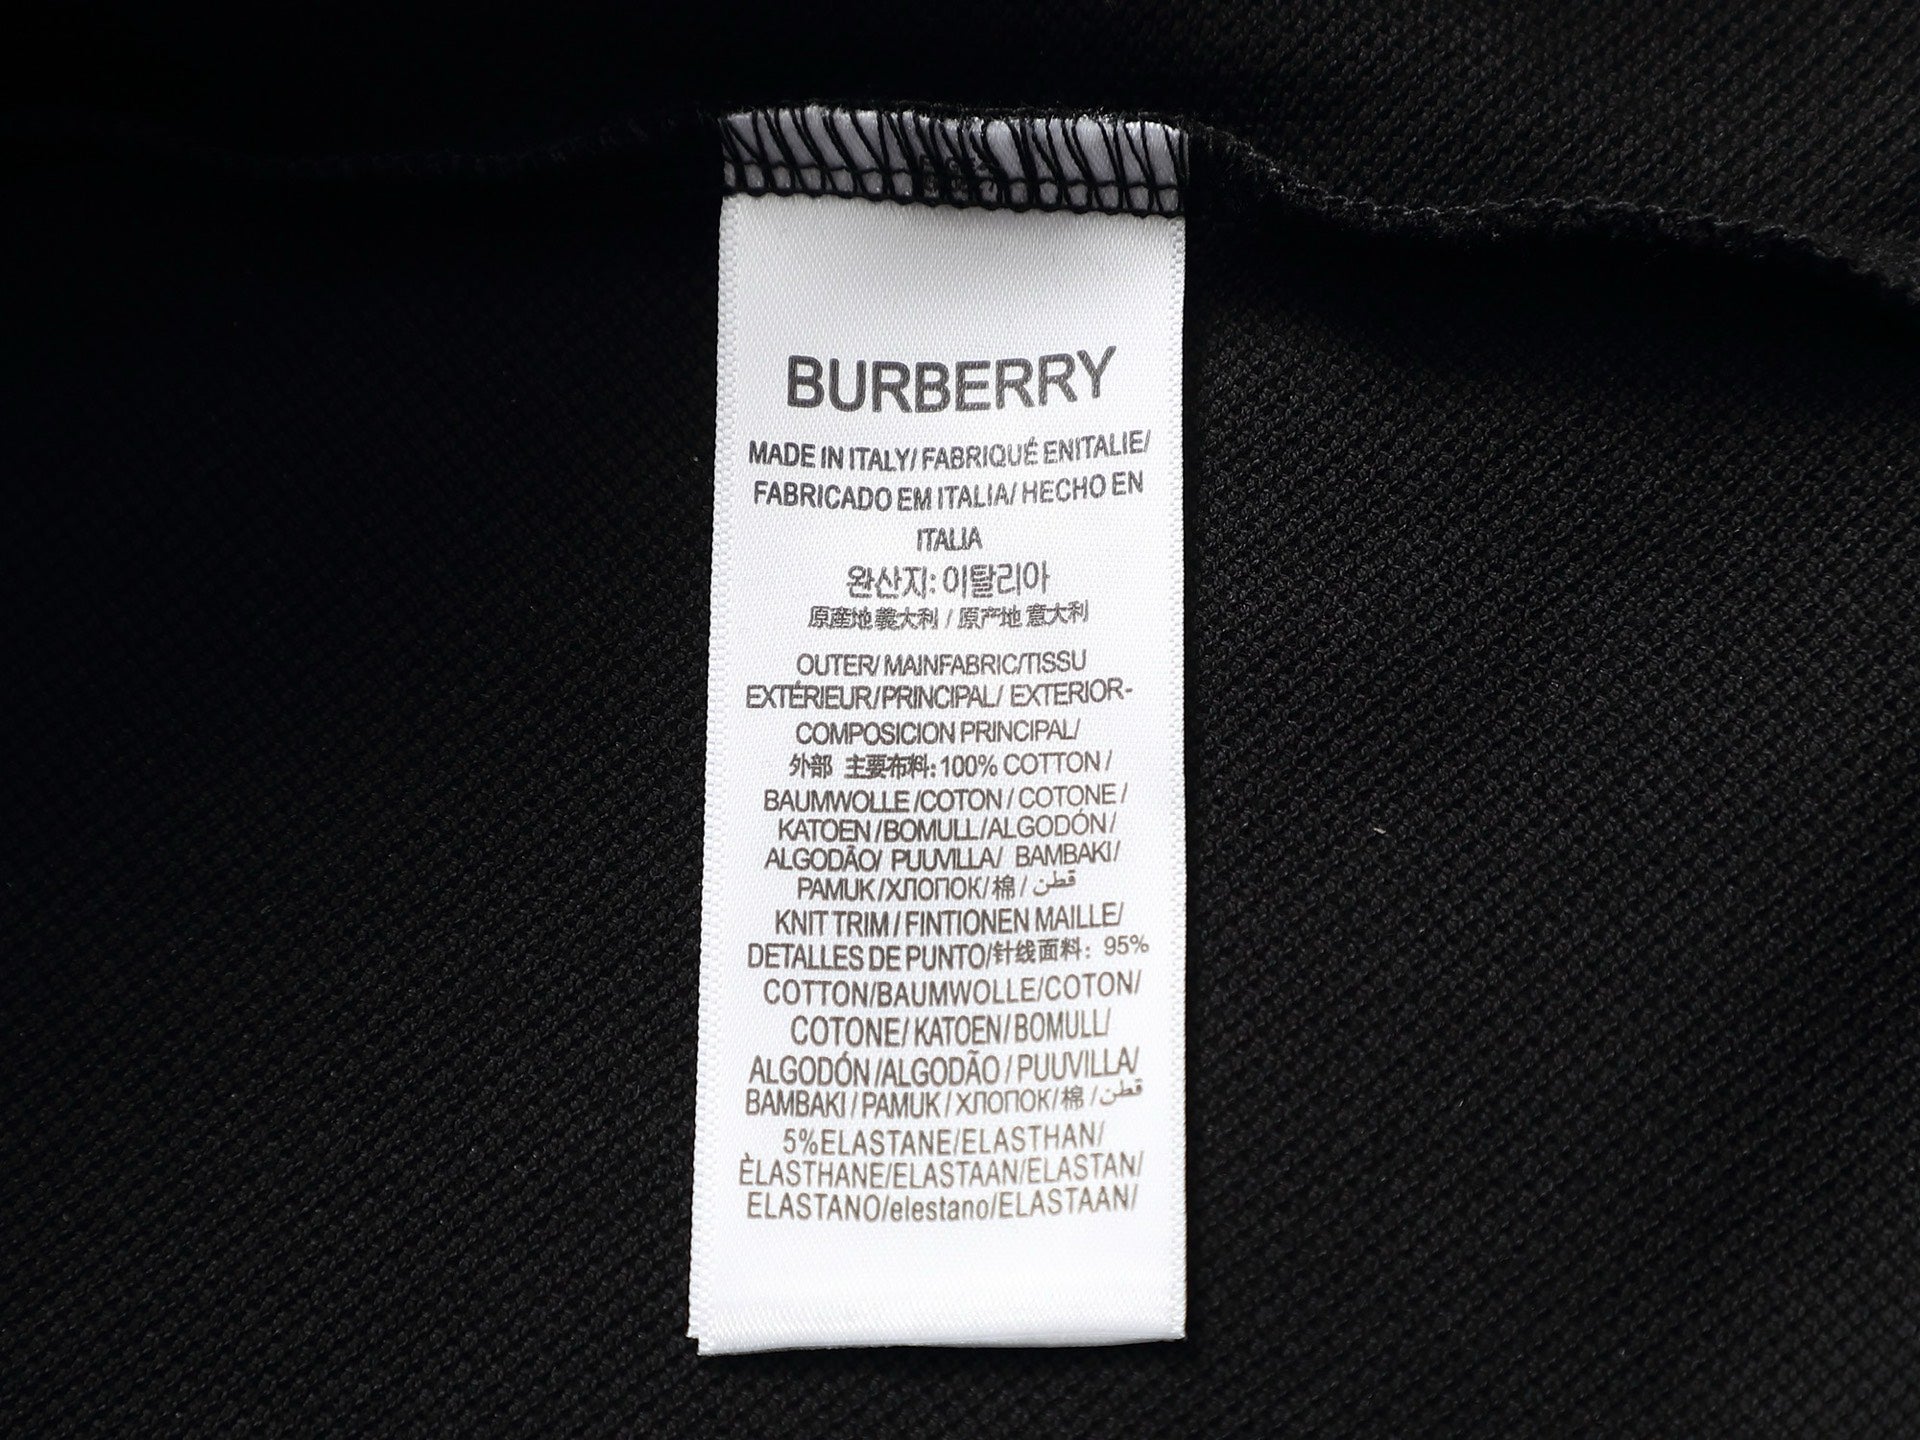 BURBERRY
MADE IN ITALY/ FABRIQUÉ ENITALIE/
FABRICADO EM ITALIA/ HECHO EN
ITALIA
완산지: 이탈리아
原産地 義大利 / 原产地 意大利
OUTER/ MAINFABRIC/TISSU
EXTÉRIEUR/PRINCIPAL/ EXTERIOR-
COMPOSICION PRINCIPAL/
外部 主要布料: 100% COTTON /
BAUMWOLLE /COTON / COTONE /
KATOEN /BOMULL/ALGODÓN /
ALGODÃO/ PUUVILLA/ BAMBAKI/
PAMUK /ХЛОПОК/ 棉 / قطن
KNIT TRIM / FINTIONEN MAILLE/
DETALLES DE PUNTO/针线面料: 95%
COTTON/BAUMWOLLE/COTON/
COTONE/ KATOEN/ BOMULL/
ALGODÓN /ALGODÃO / PUUVILLA/
BAMBAKI / PAMUK / ХЛОПОК/ 棉 / قطن
5%ELASTANE/ELASTHAN/
ÈLASTHANE/ELASTAAN/ELASTAN/
ELASTANO/elestano/ELASTAAN/